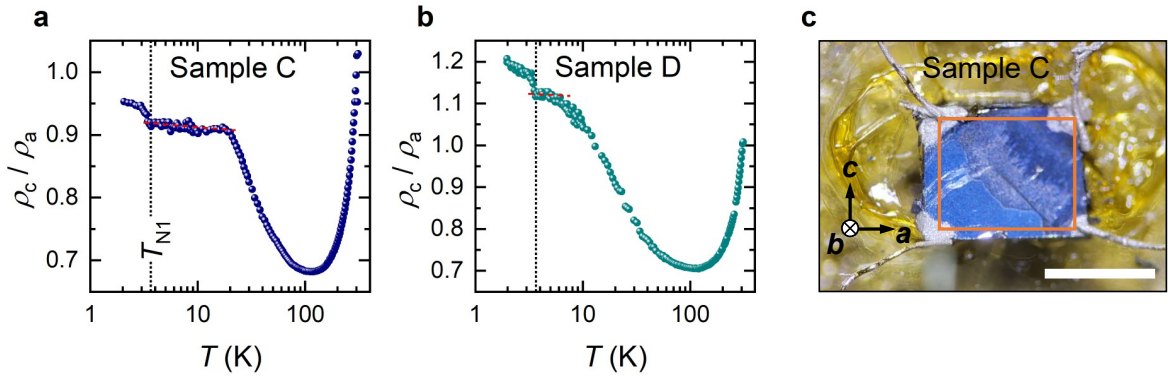 a
Sample C
1.0
0.9
0.8
0.7
ρc / ρa
TN1
1
10
100
T (K)
b
Sample D
1.2
1.1
1.0
0.9
0.8
0.7
ρc / ρa
1
10
100
T (K)
c
Sample C
c
b
a